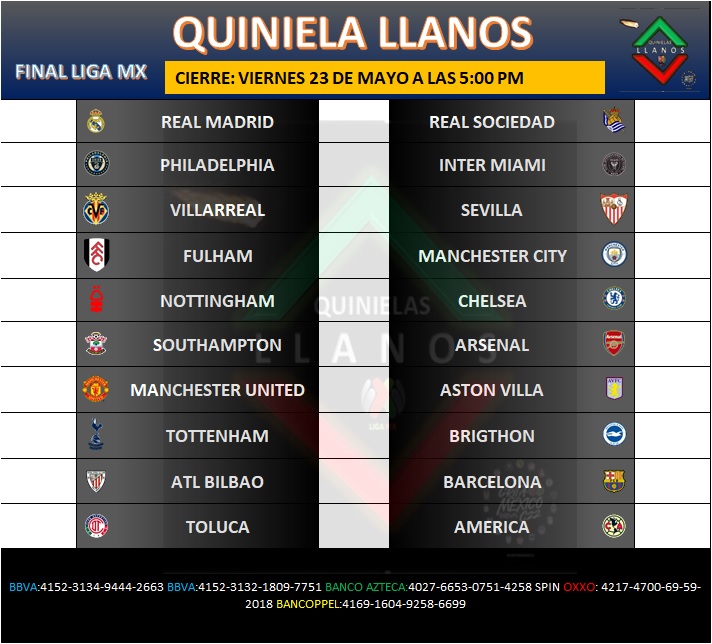 QUINIELA LLANOS
FINAL LIGA MX
CIERRE: VIERNES 23 DE MAYO A LAS 5:00 PM
QUINIELAS
LLANOS
REAL MADRID REAL SOCIEDAD
PHILADELPHIA INTER MIAMI
VILLARREAL SEVILLA
FULHAM MANCHESTER CITY
NOTTINGHAM CHELSEA
QUINIELAS
SOUTHAMPTON ARSENAL
LLANOS
MANCHESTER UNITED ASTON VILLA
LIGA MX
TOTTENHAM BRIGTHON
ATL BILBAO BARCELONA
TOLUCA AMERICA
BBVA:4152-3134-9444-2663 BBVA:4152-3132-1809-7751 BANCO AZTECA:4027-6653-0751-4258 SPIN OXXO: 4217-4700-69-59-
2018 BANCOPPEL:4169-1604-9258-6699